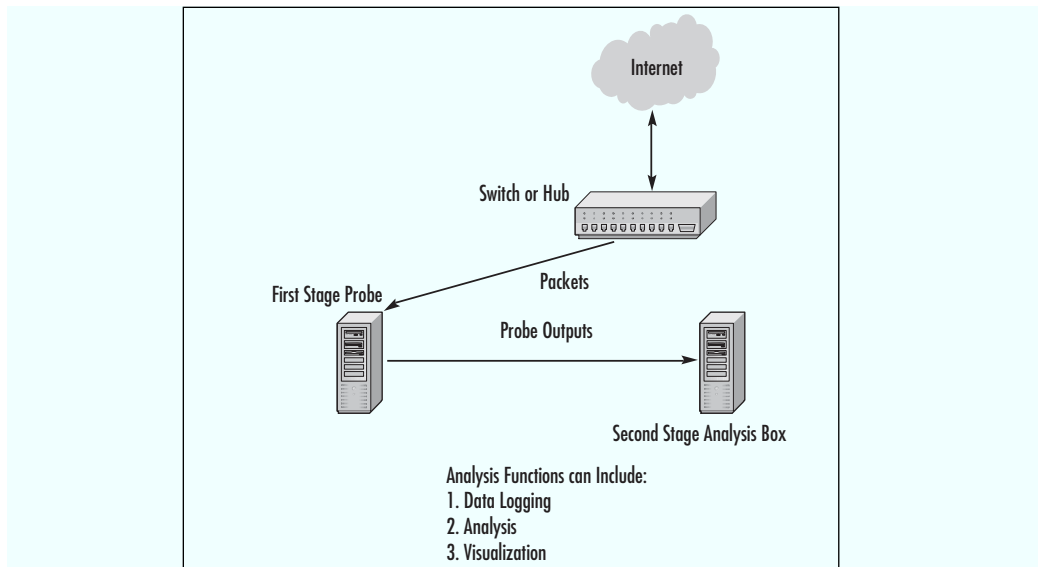 Internet
Switch or Hub
Packets
First Stage Probe
Probe Outputs
Second Stage Analysis Box
Analysis Functions can Include:
1. Data Logging
2. Analysis
3. Visualization